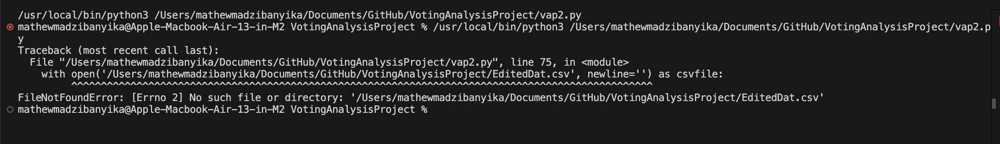 /usr/local/bin/python3 /Users/mathewmadzibanyika/Documents/GitHub/VotingAnalysisProject/vap2.py
mathewmadzibanyika@Apple-Macbook-Air-13-in-M2 VotingAnalysisProject % /usr/local/bin/python3 /Users/mathewmadzibanyika/Documents/GitHub/VotingAnalysisProject/vap2.p
y
Traceback (most recent call last):
  File "/Users/mathewmadzibanyika/Documents/GitHub/VotingAnalysisProject/vap2.py", line 75, in <module>
    with open('/Users/mathewmadzibanyika/Documents/GitHub/VotingAnalysisProject/EditedDat.csv', newline='') as csvfile:
         ^^^^^^^^^^^^^^^^^^^^^^^^^^^^^^^^^^^^^^^^^^^^^^^^^^^^^^^^^^^^^^^^^^^^^^^^^^^^^^^^^^^^^^^^^^^^^^^^^^
FileNotFoundError: [Errno 2] No such file or directory: '/Users/mathewmadzibanyika/Documents/GitHub/VotingAnalysisProject/EditedDat.csv'
mathewmadzibanyika@Apple-Macbook-Air-13-in-M2 VotingAnalysisProject %